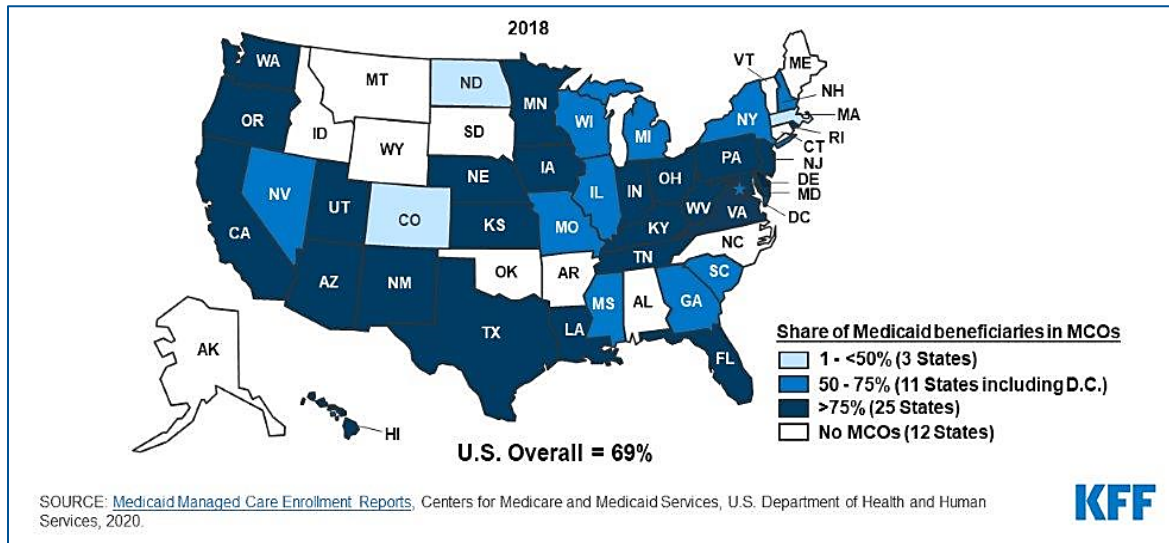 2018
WA
MT
ND
MN
VT
ME
NH
MA
RI
CT
NJ
DE
MD
DC
OR
ID
SD
WI
NY
WY
MI
IA
PA
NE
NV
UT
CO
IL
IN
OH
CA
KS
MO
WV
VA
KY
AZ
NM
OK
AR
TN
NC
SC
MS
AL
GA
TX
LA
FL
AK
HI
Share of Medicaid beneficiaries in MCOs
1 - <50% (3 States)
50 - 75% (11 States including D.C.)
>75% (25 States)
No MCOs (12 States)
U.S. Overall = 69%
SOURCE: Medicaid Managed Care Enrollment Reports, Centers for Medicare and Medicaid Services, U.S. Department of Health and Human
Services, 2020.
KFF